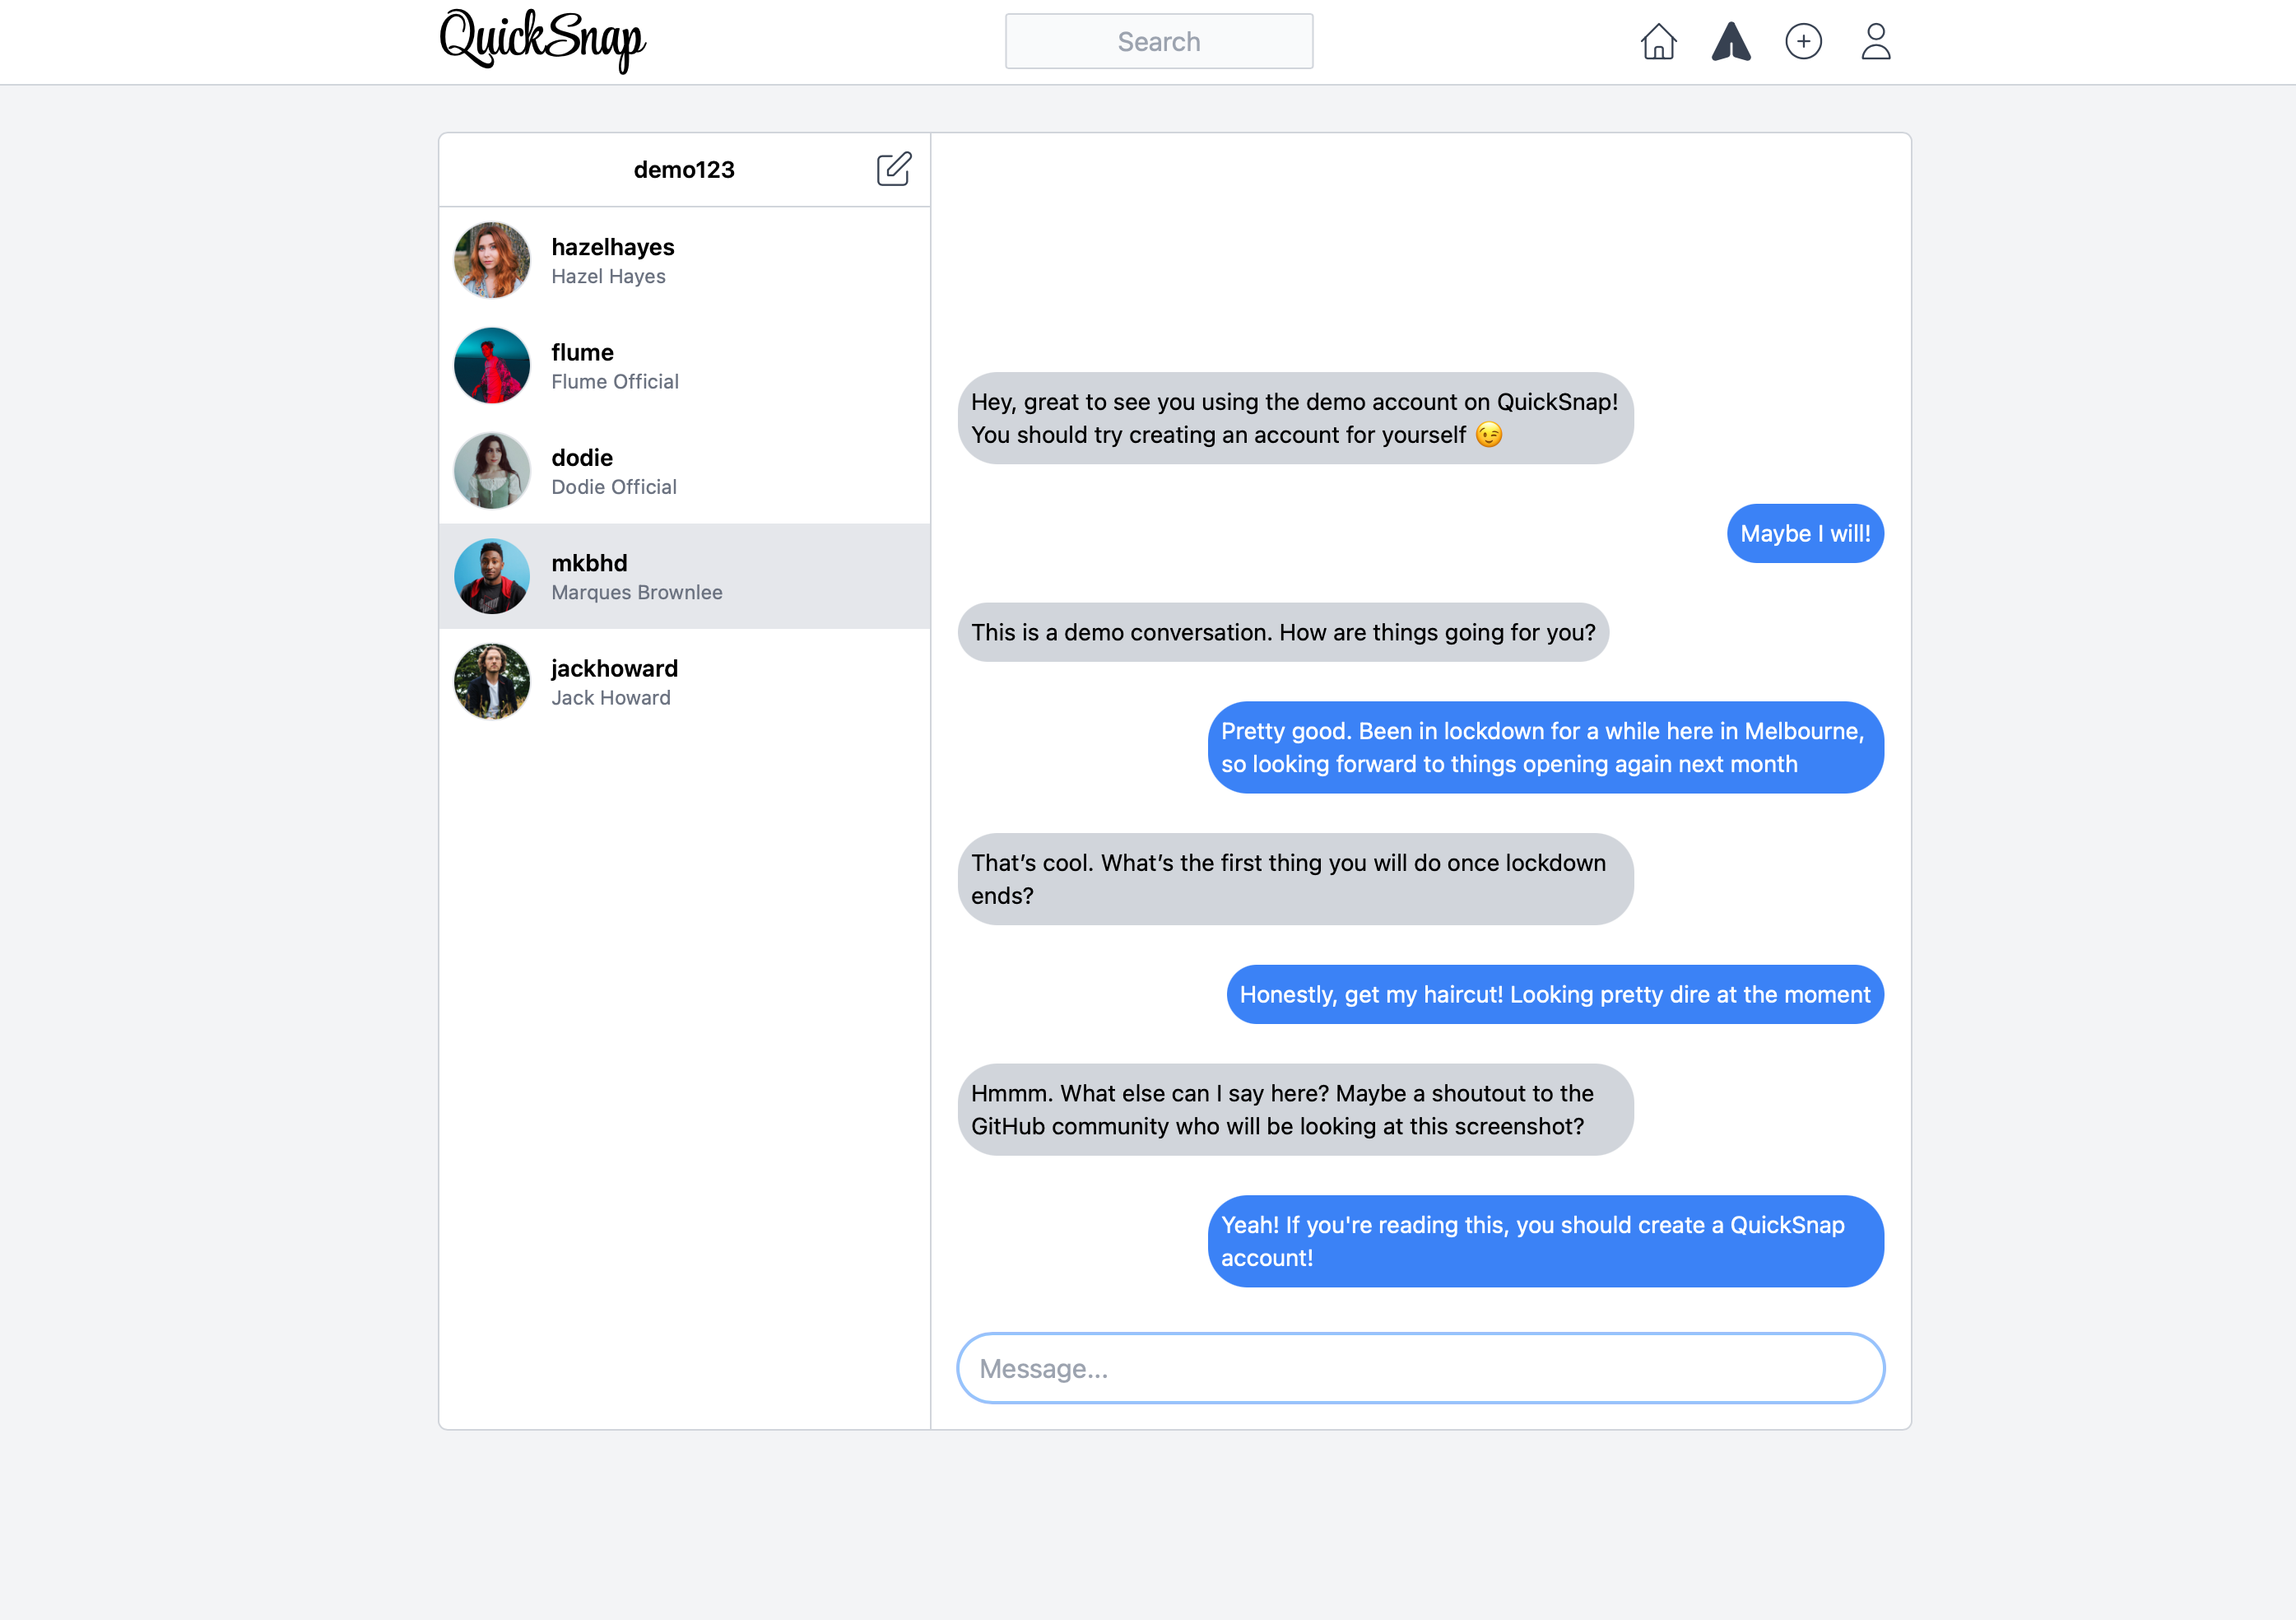 QuickSnap
Search
demo123
hazelhayes
Hazel Hayes
flume
Flume Official
dodie
Dodie Official
mkbhd
Marques Brownlee
jackhoward
Jack Howard
Hey, great to see you using the demo account on QuickSnap!
You should try creating an account for yourself 😉
Maybe I will!
This is a demo conversation. How are things going for you?
Pretty good. Been in lockdown for a while here in Melbourne,
so looking forward to things opening again next month
That’s cool. What’s the first thing you will do once lockdown
ends?
Honestly, get my haircut! Looking pretty dire at the moment
Hmmm. What else can I say here? Maybe a shoutout to the
GitHub community who will be looking at this screenshot?
Yeah! If you're reading this, you should create a QuickSnap
account!
Message...